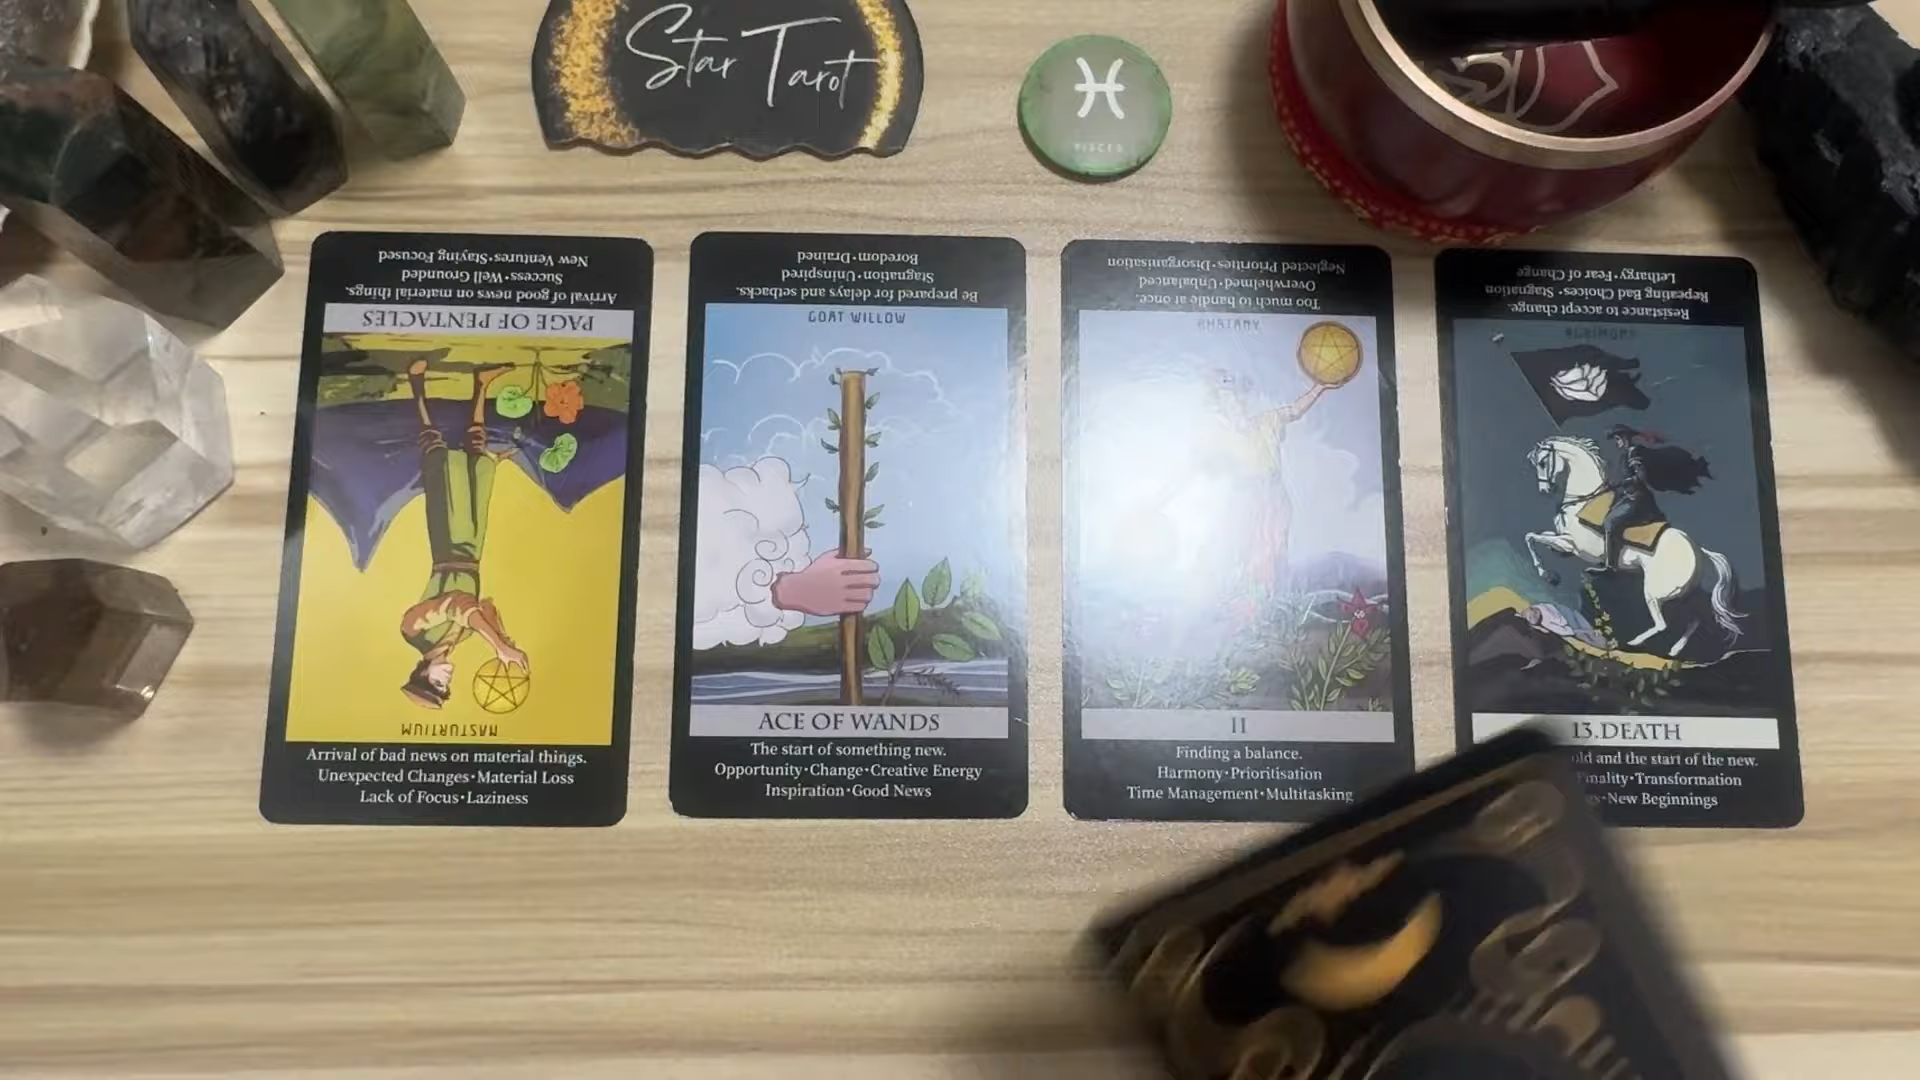 Star Tarot
PISCES
Arrival of good news on material things.
Success•Well Grounded
New Ventures•Staying Focused
PAGE OF PENTACLES
NASTURTIUM
Arrival of bad news on material things.
Unexpected Changes•Material Loss
Lack of Focus•Laziness
Be prepared for delays and setbacks.
Stagnation•Uninspired
Boredom•Drained
GOAT WILLOW
ACE OF WANDS
The start of something new.
Opportunity•Change•Creative Energy
Inspiration•Good News
Too much to handle at once.
Overwhelmed•Unbalanced
Neglected Priorities•Disorganisation
II
Finding a balance.
Harmony•Prioritisation
Time Management•Multitasking
Resistance to accept change.
Repeating Bad Choices•Stagnation
Lethargy•Fear of Change
AGRIMONY
13.DEATH
old and the start of the new.
Finality•Transformation
•New Beginnings